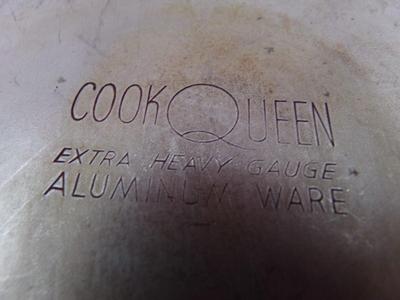 COOK QUEEN
EXTRA HEAVY GAUGE
ALUMINUM WARE